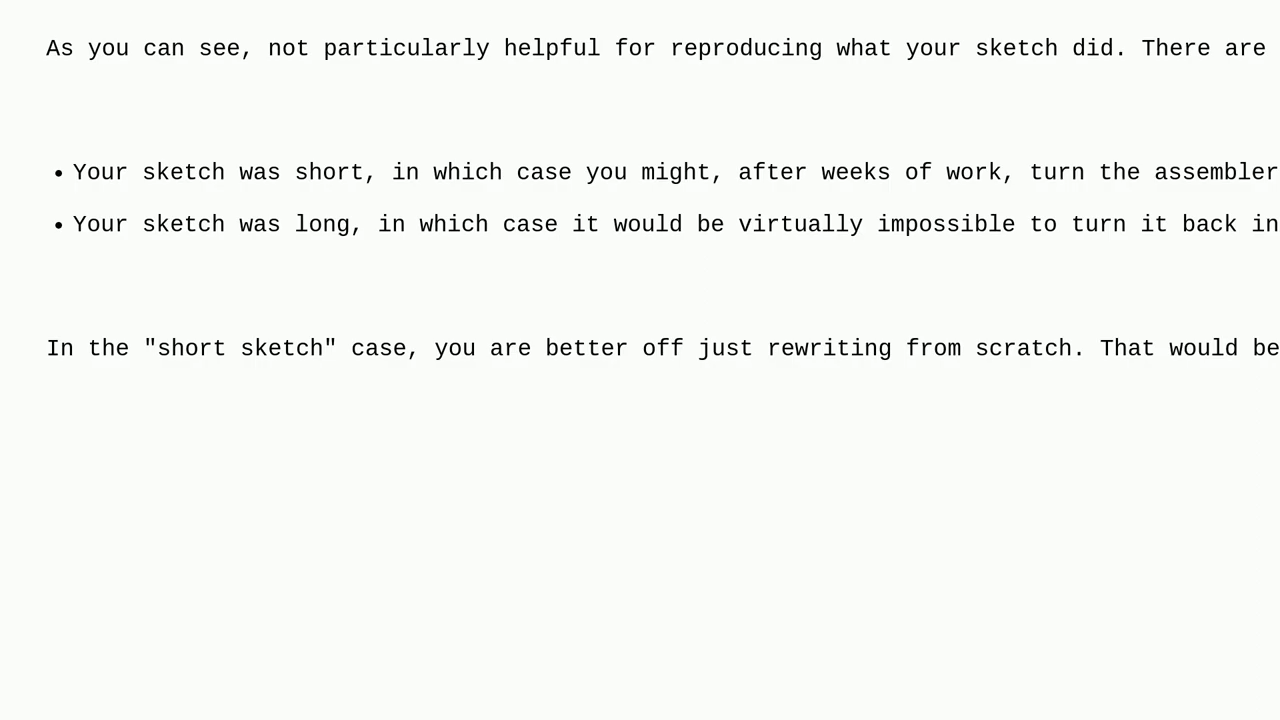 As you can see, not particularly helpful for reproducing what your sketch did. There are
• Your sketch was short, in which case you might, after weeks of work, turn the assembler
• Your sketch was long, in which case it would be virtually impossible to turn it back in
In the "short sketch" case, you are better off just rewriting from scratch. That would be